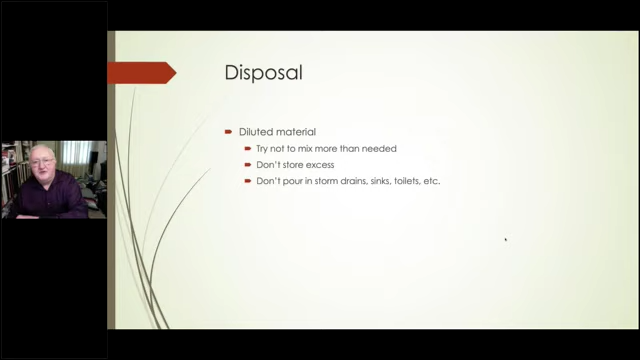 Disposal
Diluted material
Try not to mix more than needed
Don't store excess
Don't pour in storm drains, sinks, toilets, etc.